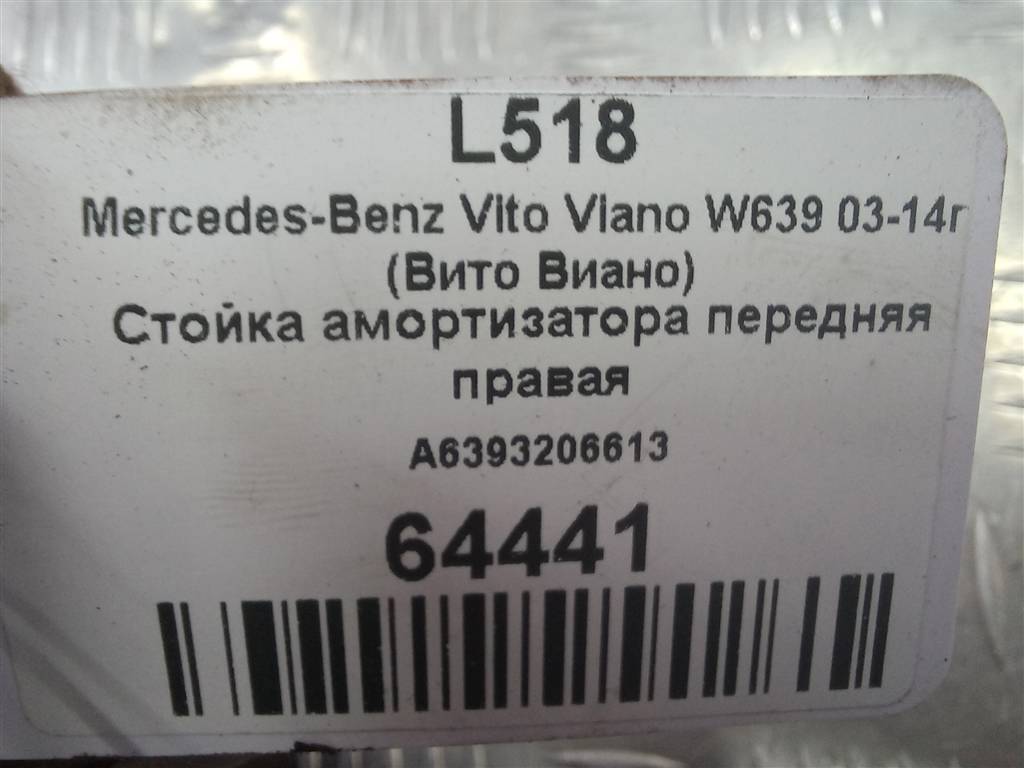 L518
Mercedes-Benz Vito Viano W639 03-14г
(Вито Виано)
Стойка амортизатора передняя
правая
A6393206613
64441